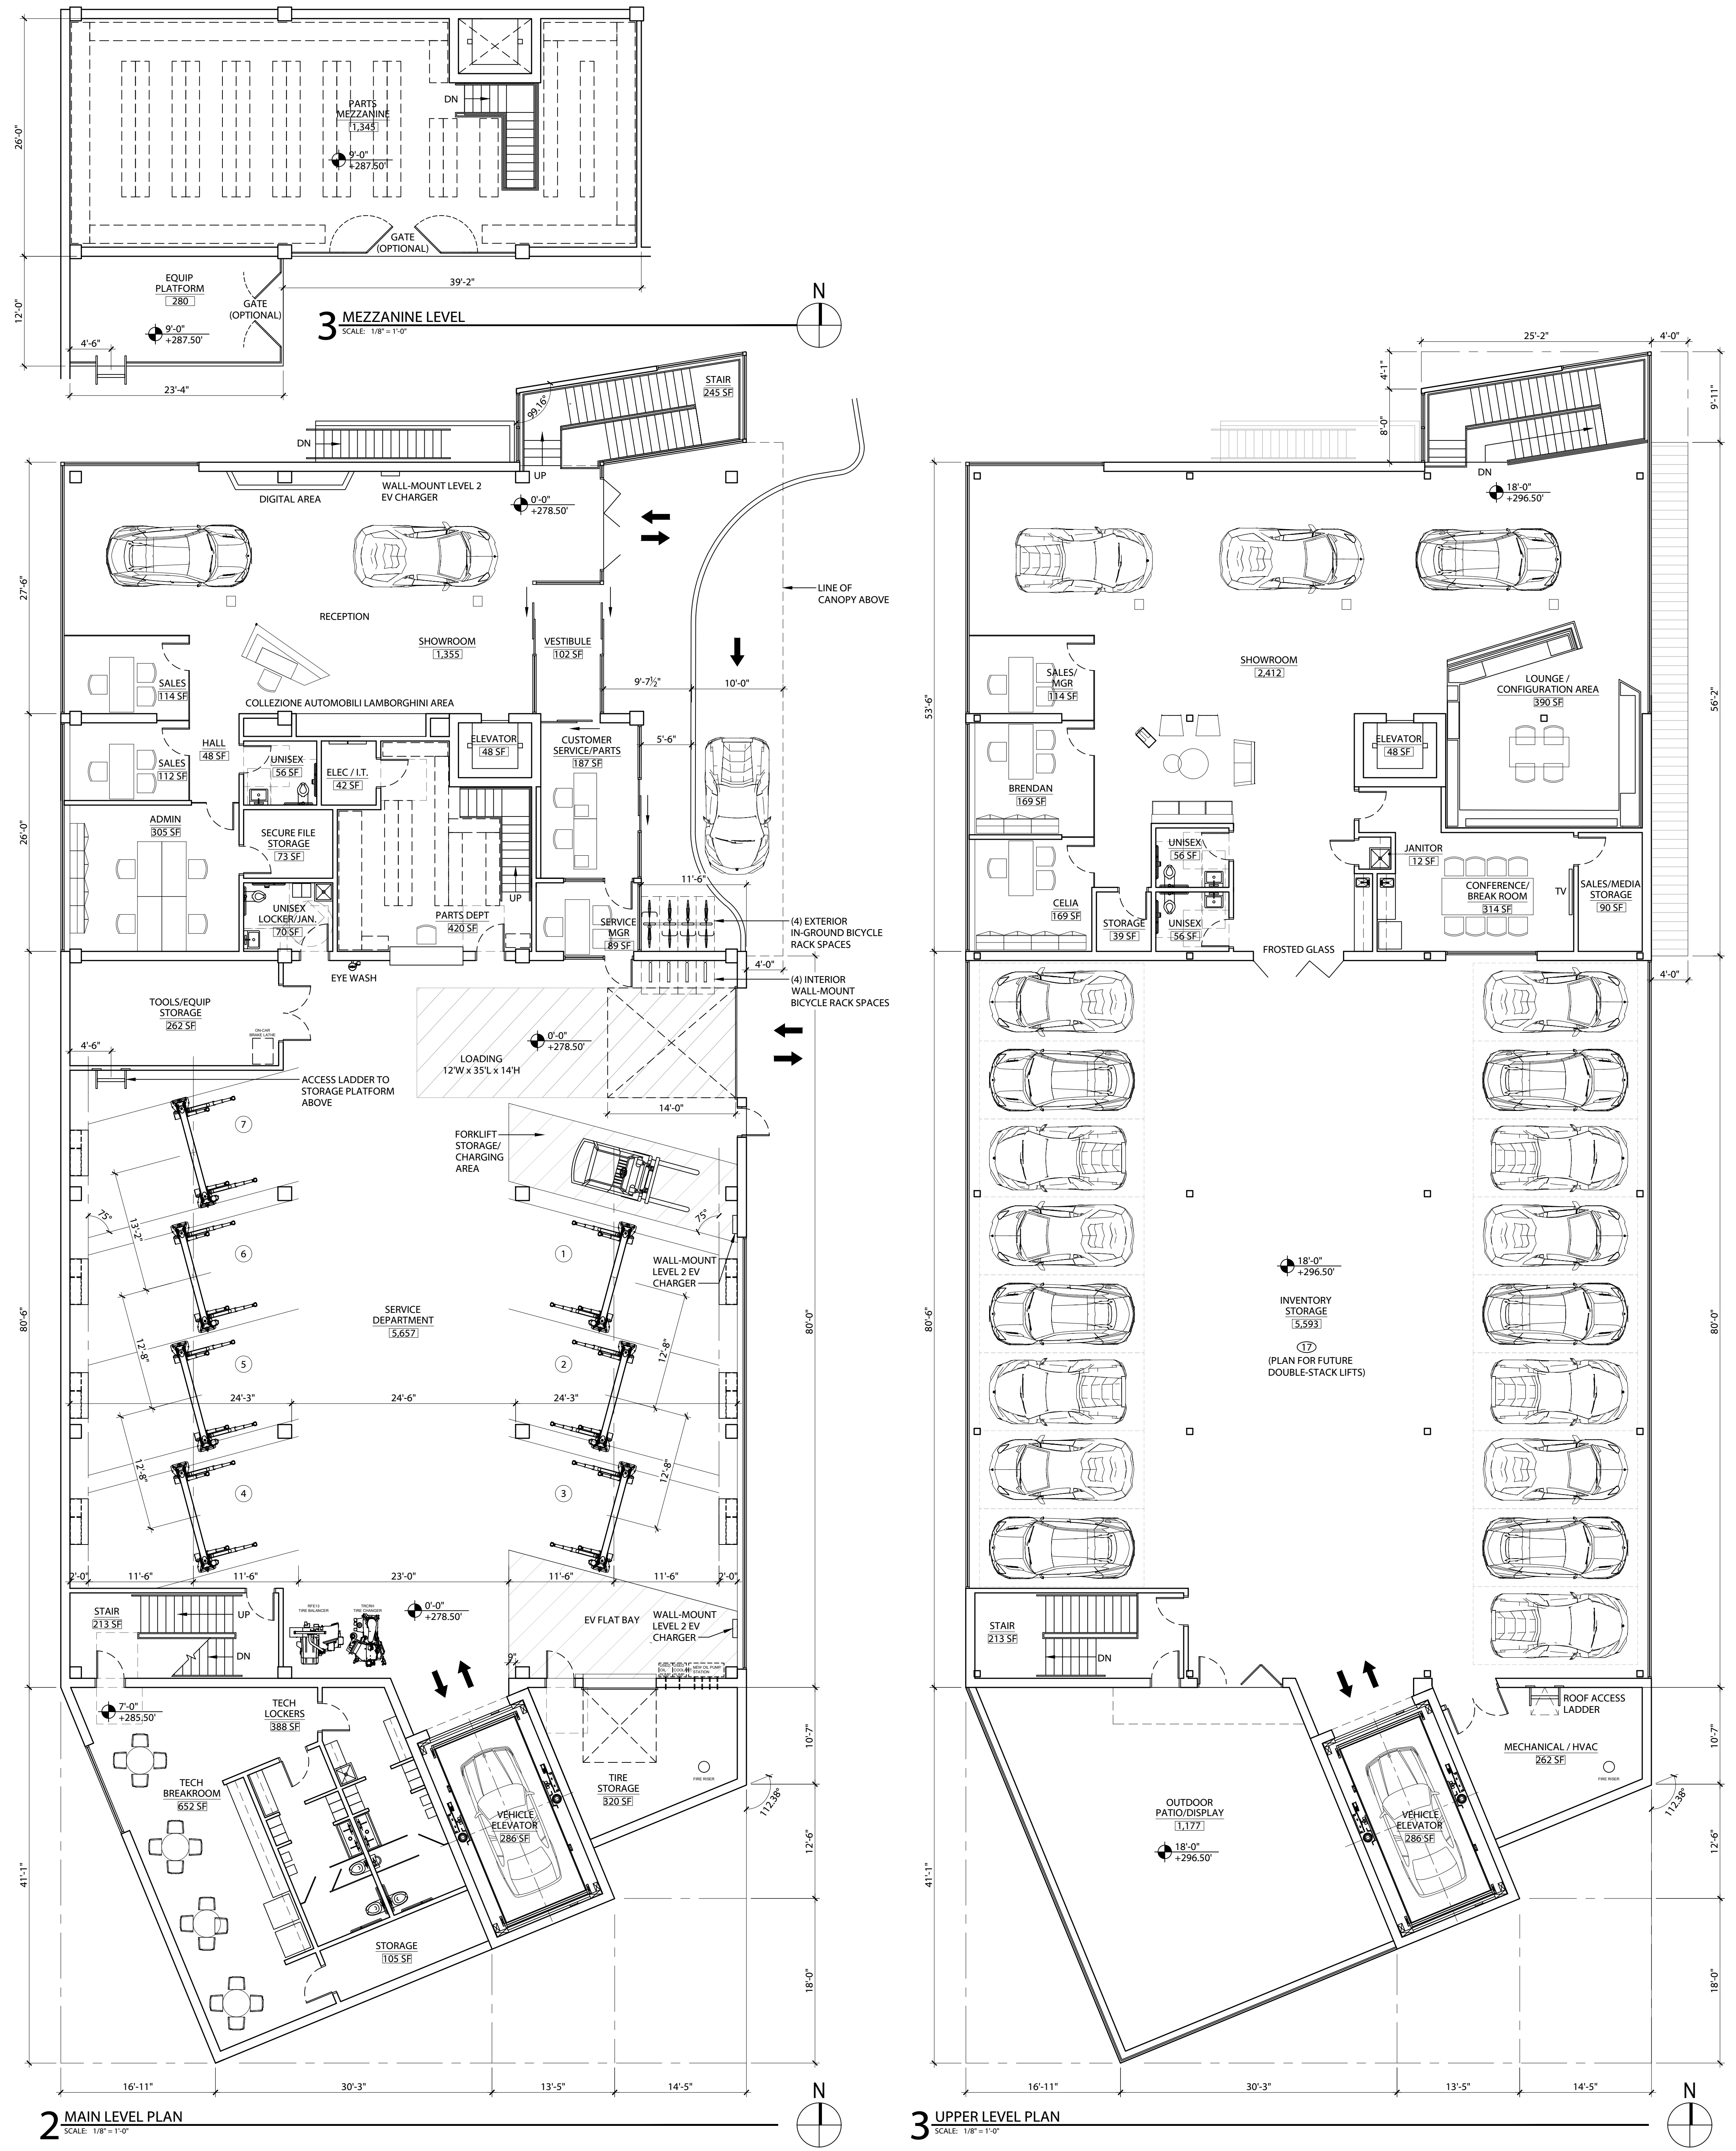 26'-0"
12'-0"
DN
PARTS
MEZZANINE
1,345
9'-0"
+287.50'
GATE
(OPTIONAL)
EQUIP
PLATFORM
280
GATE
(OPTIONAL)
9'-0"
+287.50'
4'-6"
23'-4"
39'-2"
3 MEZZANINE LEVEL
SCALE: 1/8" = 1'-0"
N
STAIR
245 SF
99.16°
DN
UP
DIGITAL AREA
WALL-MOUNT LEVEL 2
EV CHARGER
0'-0"
+278.50'
27'-6"
LINE OF
CANOPY ABOVE
RECEPTION
SHOWROOM
1,355
VESTIBULE
102 SF
SALES
114 SF
9'-7½"
10'-0"
COLLEZIONE AUTOMOBILI LAMBORGHINI AREA
HALL
48 SF
SALES
112 SF
UNISEX
56 SF
ELEC / I.T.
42 SF
ELEVATOR
48 SF
CUSTOMER
SERVICE/PARTS
187 SF
5'-6"
26'-0"
ADMIN
305 SF
SECURE FILE
STORAGE
73 SF
11'-6"
UNISEX
LOCKER/JAN.
70 SF
PARTS DEPT
420 SF
UP
SERVICE
MGR
89 SF
(4) EXTERIOR
IN-GROUND BICYCLE
RACK SPACES
4'-0"
EYE WASH
(4) INTERIOR
WALL-MOUNT
BICYCLE RACK SPACES
TOOLS/EQUIP
STORAGE
262 SF
ON-CAR
BRAKE LATHE
4'-6"
0'-0"
+278.50'
LOADING
12'W x 35'L x 14'H
ACCESS LADDER TO
STORAGE PLATFORM
ABOVE
14'-0"
7
FORKLIFT
STORAGE/
CHARGING
AREA
75°
13'-2"
75°
6
1
WALL-MOUNT
LEVEL 2 EV
CHARGER
80'-6"
SERVICE
DEPARTMENT
5,657
80'-0"
12'-8"
12'-8"
5
2
24'-3"
24'-6"
24'-3"
12'-8"
12'-8"
4
3
2'-0"
11'-6"
11'-6"
23'-0"
11'-6"
11'-6"
2'-0"
STAIR
213 SF
UP
DN
TIRE BALANCER
TIRE CHANGER
0'-0"
+278.50'
EV FLAT BAY
WALL-MOUNT
LEVEL 2 EV
CHARGER
9"
NEW OIL PUMP
STATION
7'-0"
+285.50'
TECH
LOCKERS
388 SF
10'-7"
FIRE RISER
TECH
BREAKROOM
652 SF
TIRE
STORAGE
320 SF
112.38°
VEHICLE
ELEVATOR
286 SF
12'-6"
41'-1"
STORAGE
105 SF
18'-0"
16'-11"
30'-3"
13'-5"
14'-5"
2 MAIN LEVEL PLAN
SCALE: 1/8" = 1'-0"
N
25'-2"
4'-0"
4'-1"
8'-0"
9'-11"
DN
18'-0"
+296.50'
53'-6"
56'-2"
SHOWROOM
2,412
SALES/
MGR
114 SF
LOUNGE /
CONFIGURATION AREA
390 SF
ELEVATOR
48 SF
BRENDAN
169 SF
UNISEX
56 SF
JANITOR
12 SF
CELIA
169 SF
STORAGE
39 SF
UNISEX
56 SF
CONFERENCE/
BREAK ROOM
314 SF
TV
SALES/MEDIA
STORAGE
90 SF
FROSTED GLASS
4'-0"
18'-0"
+296.50'
80'-6"
INVENTORY
STORAGE
5,593
17
(PLAN FOR FUTURE
DOUBLE-STACK LIFTS)
80'-0"
STAIR
213 SF
DN
ROOF ACCESS
LADDER
10'-7"
MECHANICAL / HVAC
262 SF
FIRE RISER
112.38°
OUTDOOR
PATIO/DISPLAY
1,177
18'-0"
+296.50'
VEHICLE
ELEVATOR
286 SF
12'-6"
41'-1"
18'-0"
16'-11"
30'-3"
13'-5"
14'-5"
3 UPPER LEVEL PLAN
SCALE: 1/8" = 1'-0"
N